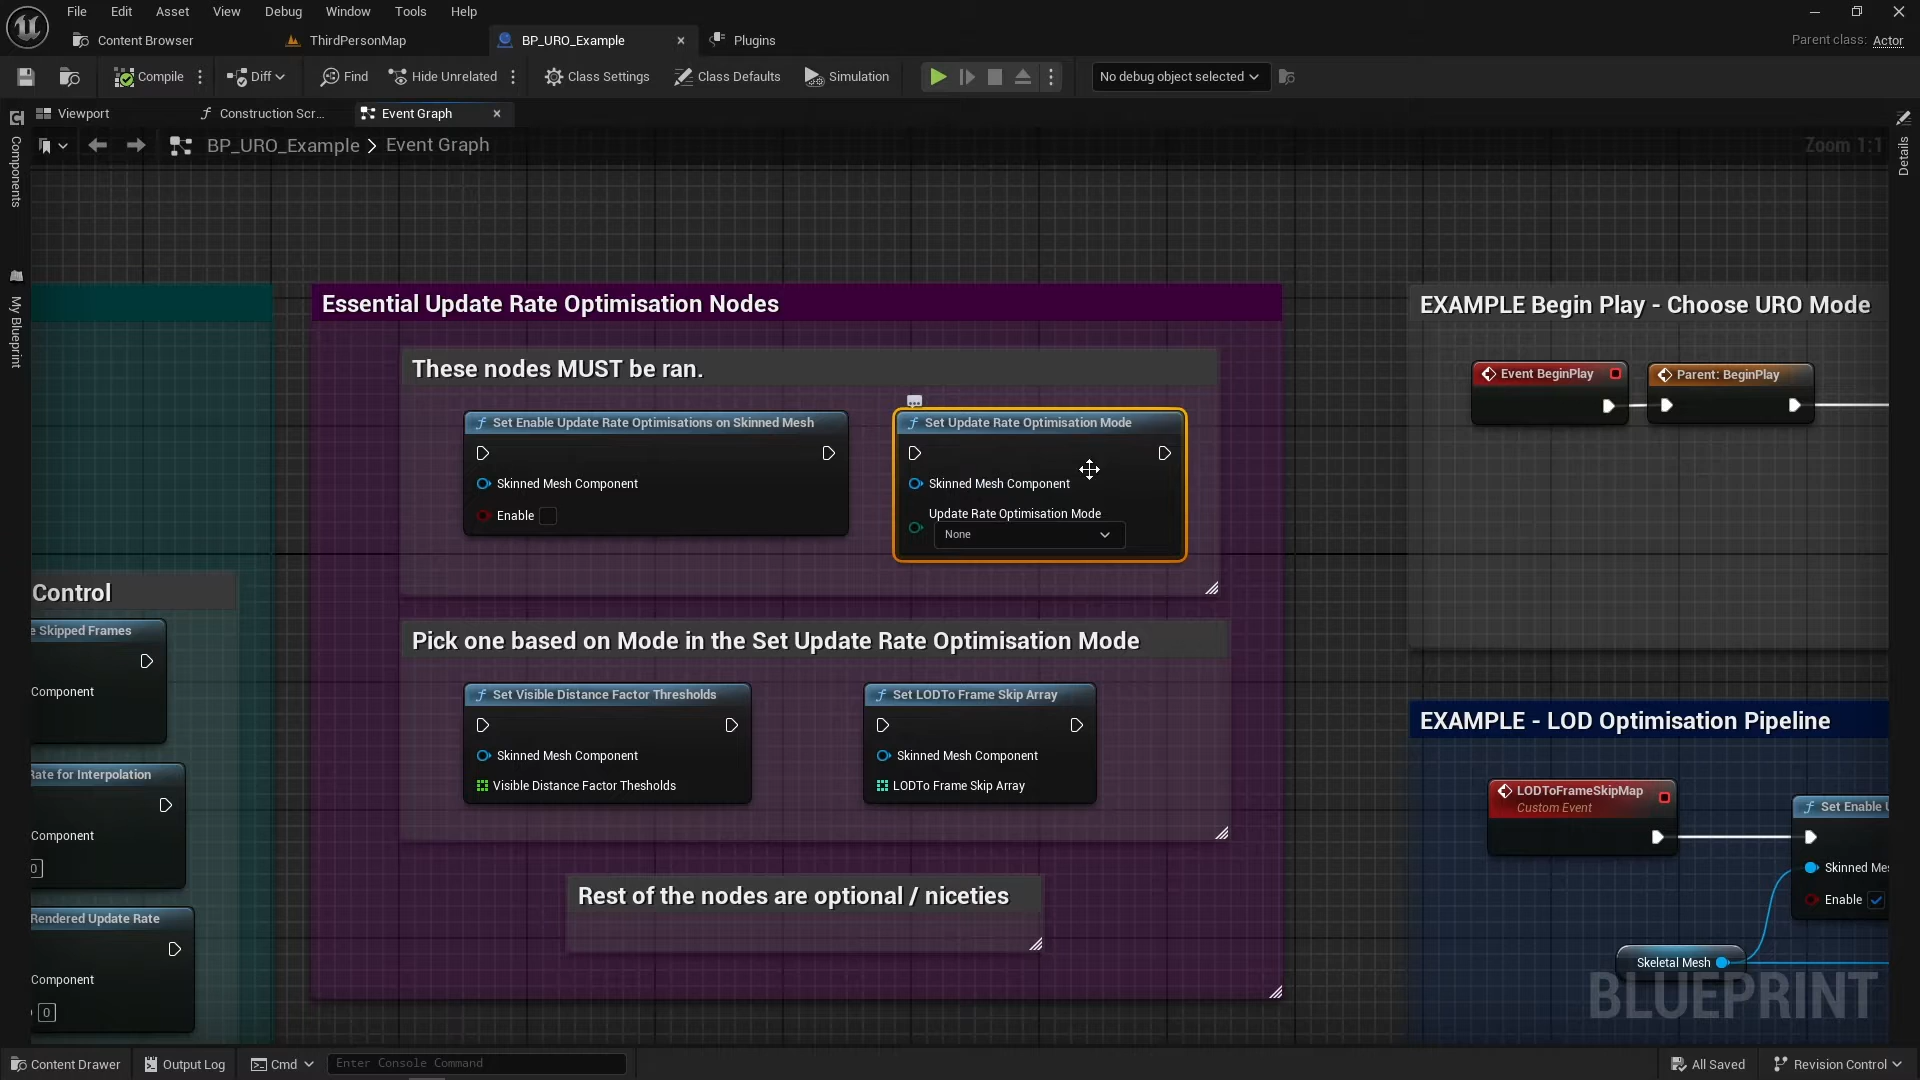 File Edit Asset View Debug Window Tools Help
Content Browser ThirdPersonMap BP_URO_Example Plugins
Parent class: Actor
Compile Diff Find Hide Unrelated Class Settings Class Defaults Simulation No debug object selected
Viewport Construction Scr... Event Graph
BP_URO_Example > Event Graph
Zoom 1:1
Components
My Blueprint
Details
Essential Update Rate Optimisation Nodes
These nodes MUST be ran.
Set Enable Update Rate Optimisations on Skinned Mesh
Skinned Mesh Component
Enable
Set Update Rate Optimisation Mode
Skinned Mesh Component
Update Rate Optimisation Mode
None
Pick one based on Mode in the Set Update Rate Optimisation Mode
Set Visible Distance Factor Thresholds
Skinned Mesh Component
Visible Distance Factor Thesholds
Set LODTo Frame Skip Array
Skinned Mesh Component
LODTo Frame Skip Array
Rest of the nodes are optional / niceties
Control
e Skipped Frames
Component
Rate for Interpolation
Component
0
Rendered Update Rate
Component
0
EXAMPLE Begin Play - Choose URO Mode
Event BeginPlay
Parent: BeginPlay
EXAMPLE - LOD Optimisation Pipeline
LODToFrameSkipMap
Custom Event
Set Enable U
Skinned Me
Enable
Skeletal Mesh
BLUEPRINT
Content Drawer Output Log Cmd Enter Console Command All Saved Revision Control